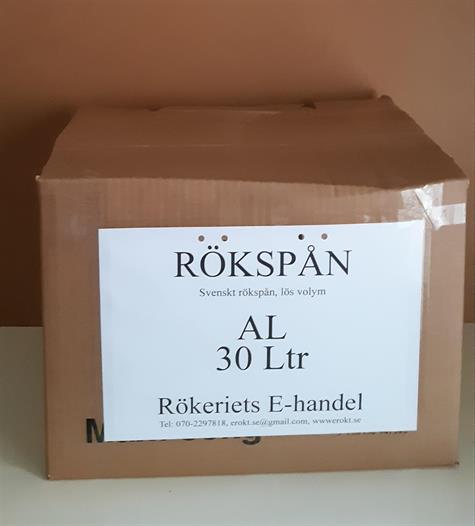 RÖKSPÅN
Svenskt rökspån, lös volym
AL
30 Ltr
Rökeriets E-handel
Tel: 070-2297818, erokt.se@gmail.com, wwwerokt.se